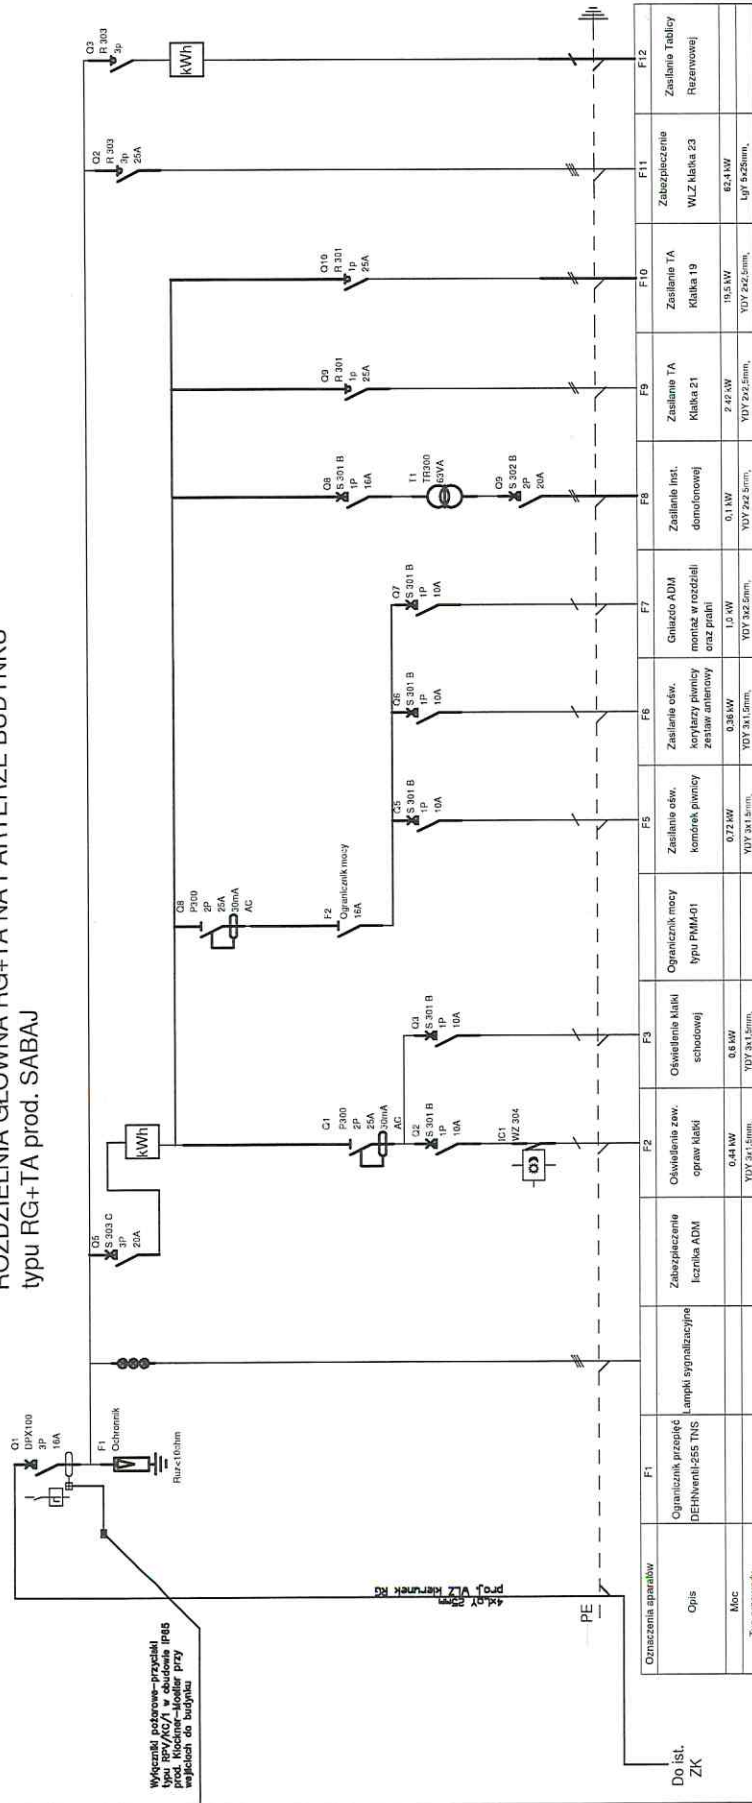 typu RG+TA prod. SABAJ
Q1
DPX100
3P
16A
F1
Ochronnik
Ruz<10ohm
Wyłączniki pożarowe-przyciski
typu RPV/KC/1 w obudowie IP65
prod. Klockner-Moeller przy
wejściach do budynku
4xLgY 25mm
proj. WLZ kierunek RG
PE
Do ist.
ZK
Q5
S 303 C
3P
20A
kWh
Q1
P300
2P
25A
30mA
AC
Q2
S 301 B
1P
10A
IC1
WZ 304
Q3
S 301 B
1P
10A
Q8
P300
2P
25A
30mA
AC
F2
Ogranicznik mocy
16A
Q5
S 301 B
1P
10A
Q6
S 301 B
1P
10A
Q7
S 301 B
1P
10A
Q8
S 301 B
1P
16A
T1
TR300
63VA
Q9
S 302 B
2P
20A
Q9
R 301
1p
25A
Q10
R 301
1p
25A
Q2
R 303
3p
25A
Q3
R 303
3p
kWh
Oznaczenia aparatów
F1
F2
F3
F5
F6
F7
F8
F9
F10
F11
F12
Opis
Ogranicznik przepięć
DEHNventil-255 TNS
Lampki sygnalizacyjne
Zabezpieczenie
licznika ADM
Oświetlenie zew.
opraw klatki
Oświetlenie klatki
schodowej
Ogranicznik mocy
typu PMM-01
Zasilanie ośw.
komórek piwnicy
Zasilanie ośw.
korytarzy piwnicy
zestaw antenowy
Gniazdo ADM
montaż w rozdzieli
oraz pralni
Zasilanie Inst.
domofonowej
Zasilanie TA
Klatka 21
Zasilanie TA
Klatka 19
Zabezpieczenie
WLZ klatka 23
Zasilanie Tablicy
Rezerwowej
Moc
0,44 kW
0,6 kW
0,72 kW
0,36 kW
1,0 kW
0,1 kW
2 42 kW
19,5 kW
62,4 kW
YDY 3x1,5mm,
YDY 3x1,5mm,
YDY 3x1,5mm,
YDY 3x1,5mm,
YDY 3x2,5mm,
YDY 2x2,5mm,
YDY 2x2,5mm,
YDY 2x2,5mm,
LgY 5x25mm,